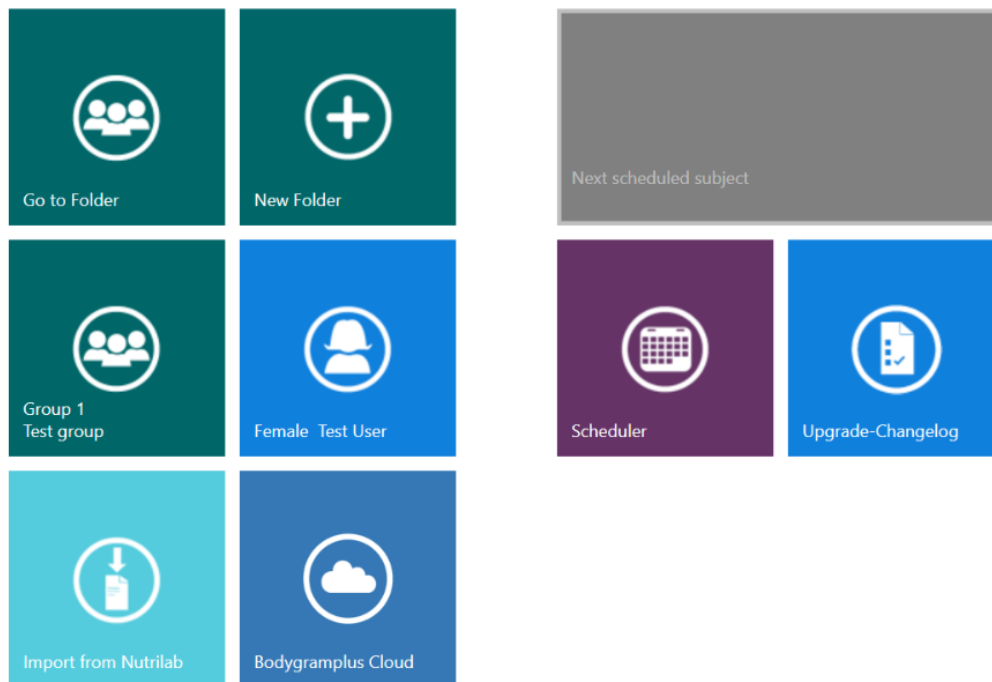 Go to Folder
New Folder
Next scheduled subject
Group 1
Test group
Female  Test User
Scheduler
Upgrade-Changelog
Import from Nutrilab
Bodygramplus Cloud